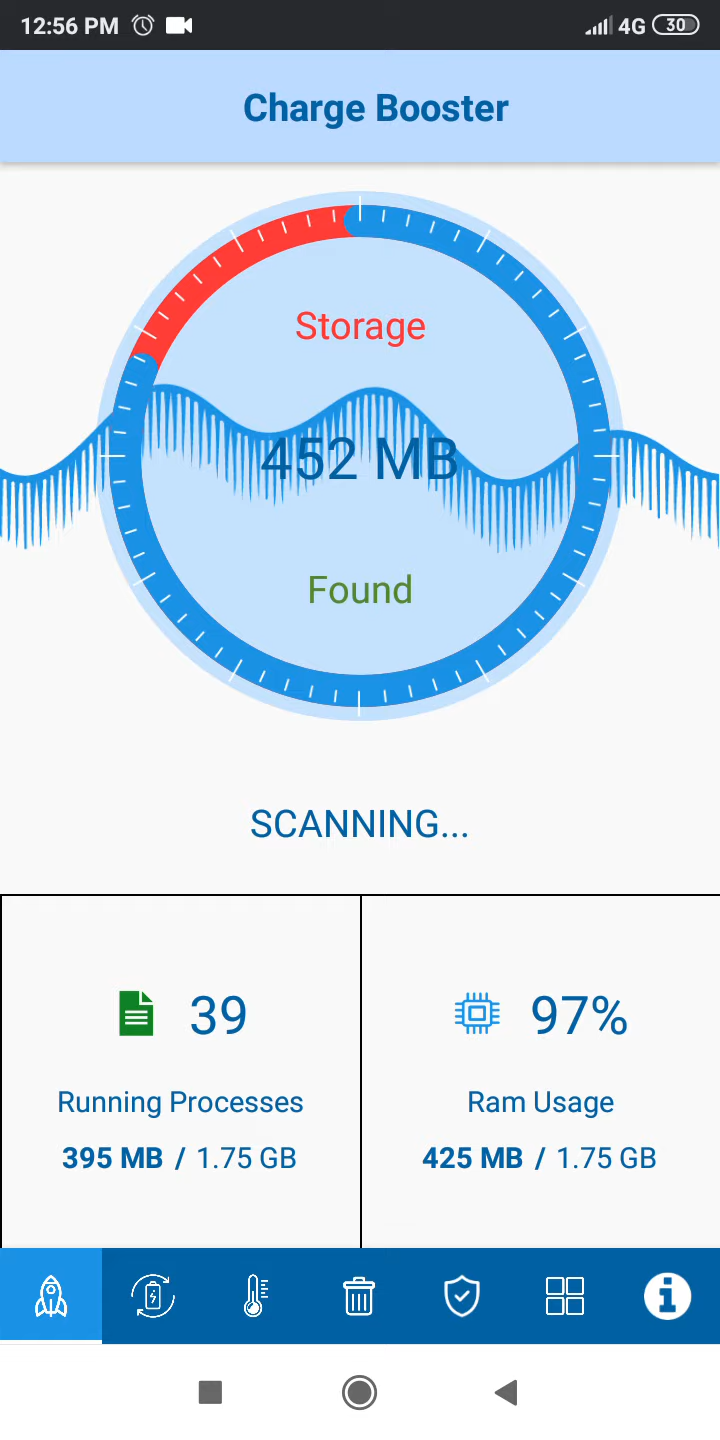 12:56 PM 4G 30
Charge Booster
Storage
452 MB
Found
SCANNING...
39
97%
Running Processes
Ram Usage
395 MB / 1.75 GB
425 MB / 1.75 GB